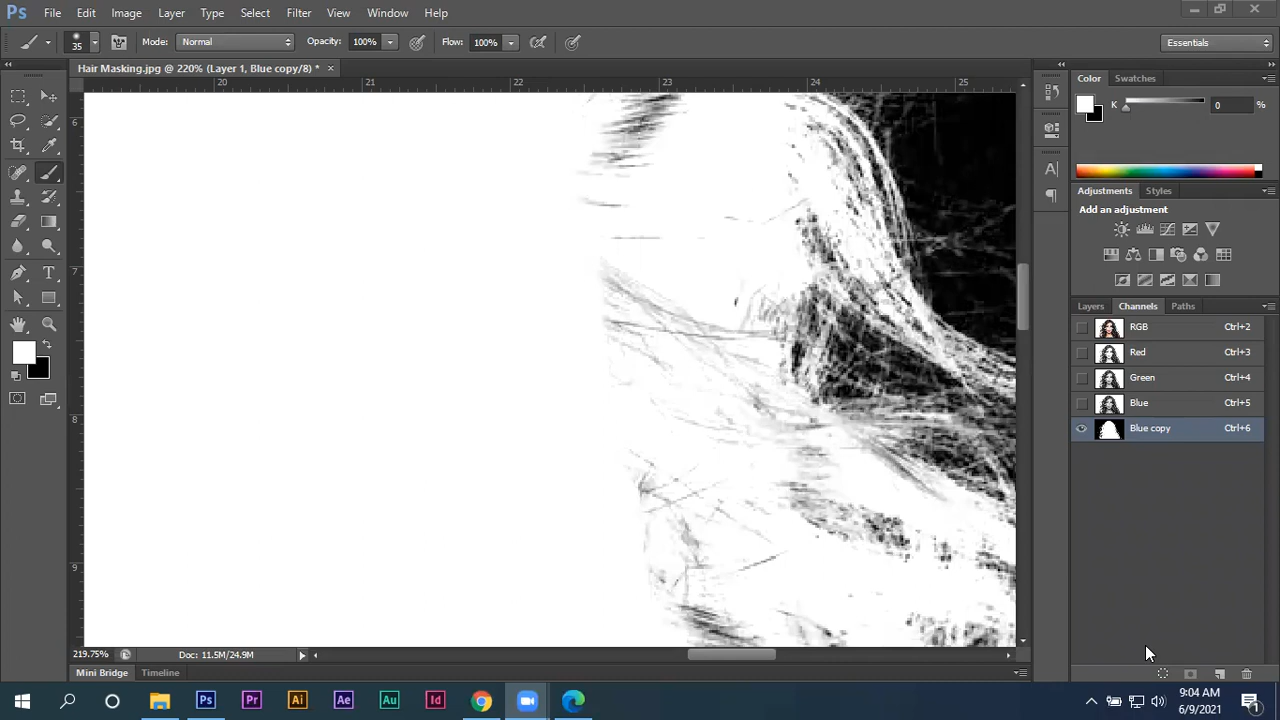 Ps File Edit Image Layer Type Select Filter View Window Help
35 Mode: Normal Opacity: 100% Flow: 100% Essentials
Hair Masking.jpg @ 220% (Layer 1, Blue copy/8) * ×
20 21 22 23 24 25
6
7
8
9
Color Swatches
0 %
Adjustments Styles
Add an adjustment
Layers Channels Paths
RGB Ctrl+2
Red Ctrl+3
Green Ctrl+4
Blue Ctrl+5
Blue copy Ctrl+6
219.75% Doc: 11.5M/24.9M
Mini Bridge Timeline
Ps Pr Ai Ae Au Id
9:04 AM
6/9/2021
1